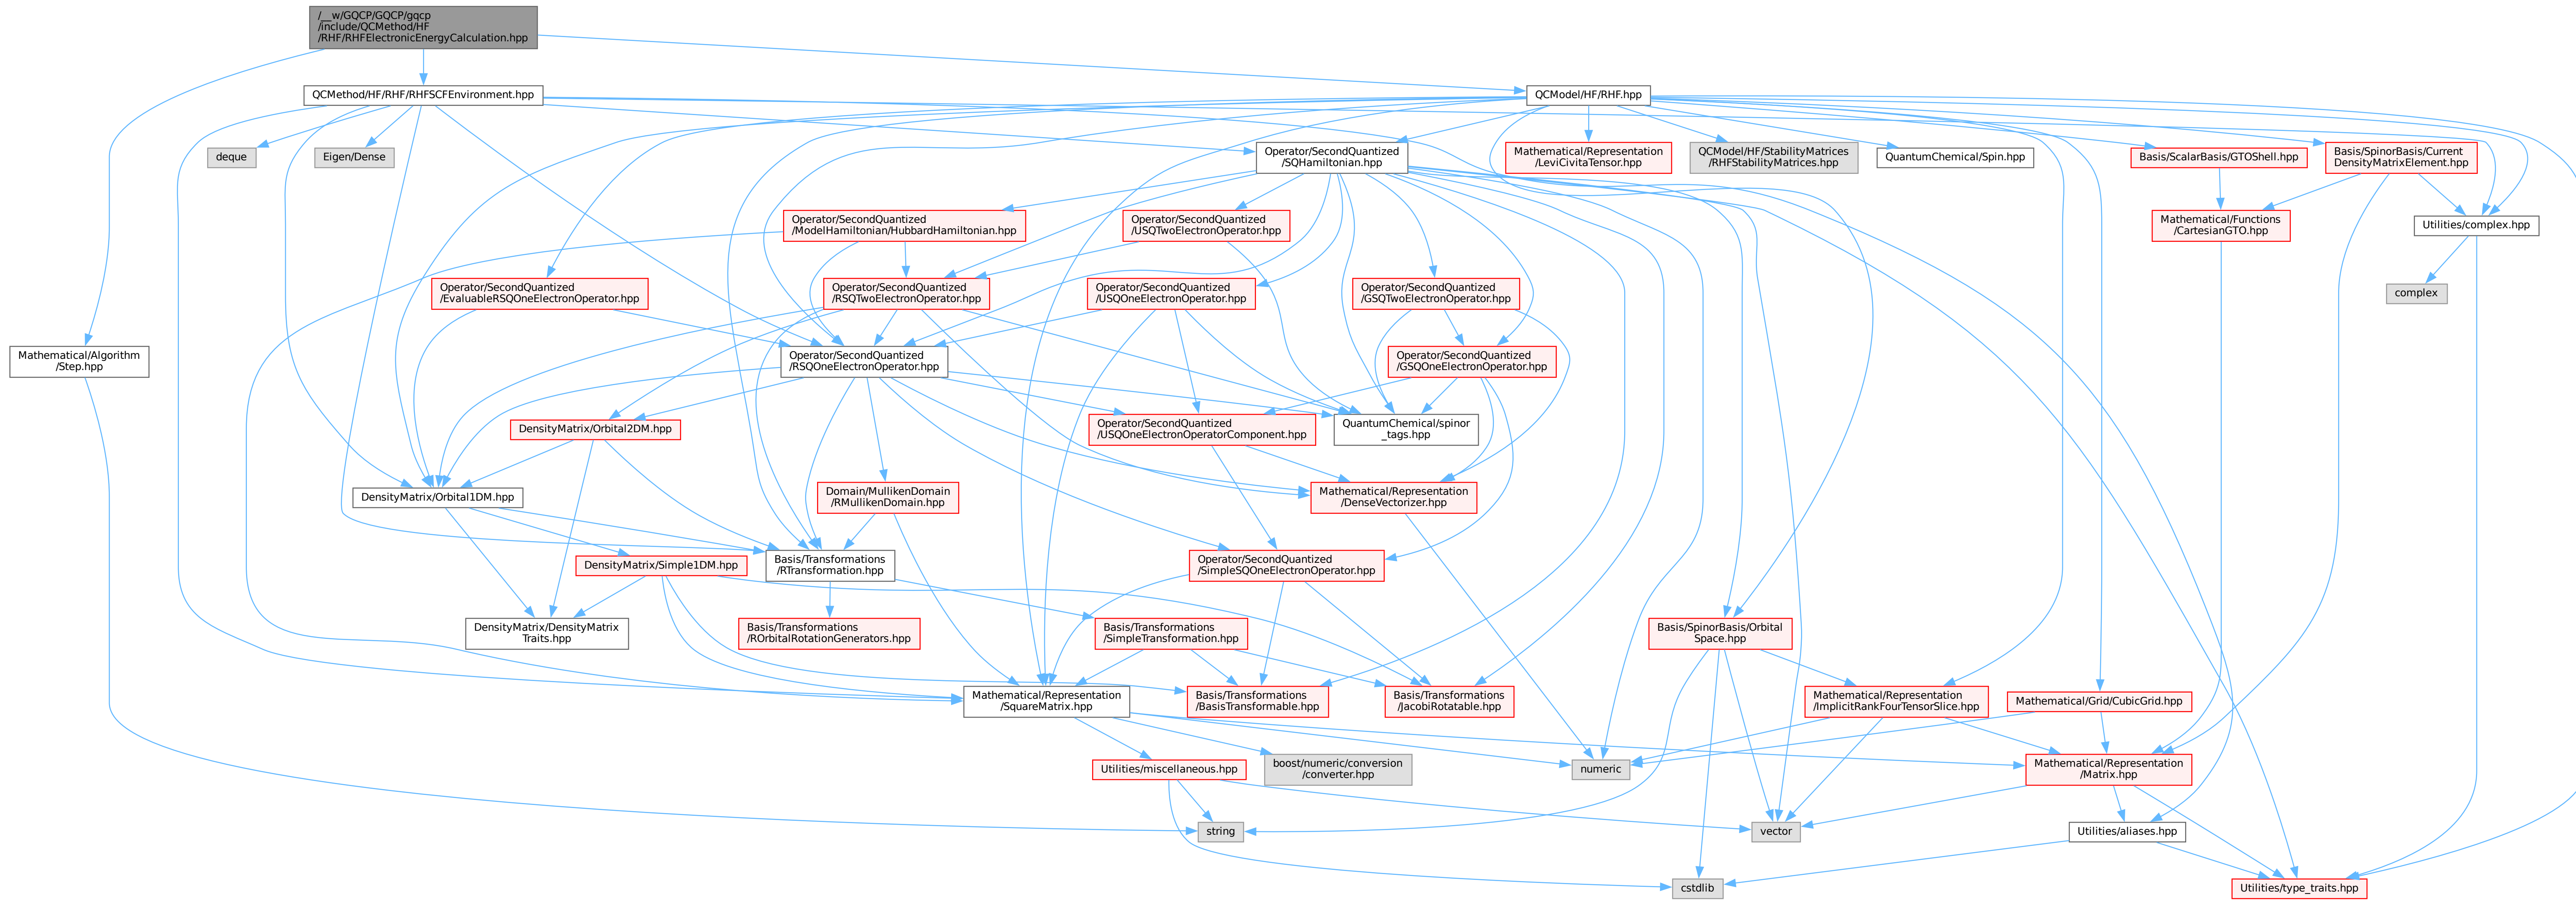 /__w/GQCP/GQCP/gqcp
/include/QCMethod/HF
/RHF/RHFElectronicEnergyCalculation.hpp
QCMethod/HF/RHF/RHFSCFEnvironment.hpp
QCModel/HF/RHF.hpp
deque
Eigen/Dense
Operator/SecondQuantized
/SQHamiltonian.hpp
Mathematical/Representation
/LeviCivitaTensor.hpp
QCModel/HF/StabilityMatrices
/RHFStabilityMatrices.hpp
QuantumChemical/Spin.hpp
Basis/ScalarBasis/GTOShell.hpp
Basis/SpinorBasis/Current
DensityMatrixElement.hpp
Operator/SecondQuantized
/ModelHamiltonian/HubbardHamiltonian.hpp
Operator/SecondQuantized
/USQTwoElectronOperator.hpp
Mathematical/Functions
/CartesianGTO.hpp
Utilities/complex.hpp
Operator/SecondQuantized
/EvaluableRSQOneElectronOperator.hpp
Operator/SecondQuantized
/RSQTwoElectronOperator.hpp
Operator/SecondQuantized
/USQOneElectronOperator.hpp
Operator/SecondQuantized
/GSQTwoElectronOperator.hpp
complex
Mathematical/Algorithm
/Step.hpp
Operator/SecondQuantized
/RSQOneElectronOperator.hpp
Operator/SecondQuantized
/GSQOneElectronOperator.hpp
DensityMatrix/Orbital2DM.hpp
Operator/SecondQuantized
/USQOneElectronOperatorComponent.hpp
QuantumChemical/spinor
_tags.hpp
DensityMatrix/Orbital1DM.hpp
Domain/MullikenDomain
/RMullikenDomain.hpp
Mathematical/Representation
/DenseVectorizer.hpp
DensityMatrix/Simple1DM.hpp
Basis/Transformations
/RTransformation.hpp
Operator/SecondQuantized
/SimpleSQOneElectronOperator.hpp
DensityMatrix/DensityMatrix
Traits.hpp
Basis/Transformations
/ROrbitalRotationGenerators.hpp
Basis/Transformations
/SimpleTransformation.hpp
Basis/SpinorBasis/Orbital
Space.hpp
Mathematical/Representation
/SquareMatrix.hpp
Basis/Transformations
/BasisTransformable.hpp
Basis/Transformations
/JacobiRotatable.hpp
Mathematical/Representation
/ImplicitRankFourTensorSlice.hpp
Mathematical/Grid/CubicGrid.hpp
Utilities/miscellaneous.hpp
boost/numeric/conversion
/converter.hpp
numeric
Mathematical/Representation
/Matrix.hpp
string
vector
Utilities/aliases.hpp
cstdlib
Utilities/type_traits.hpp